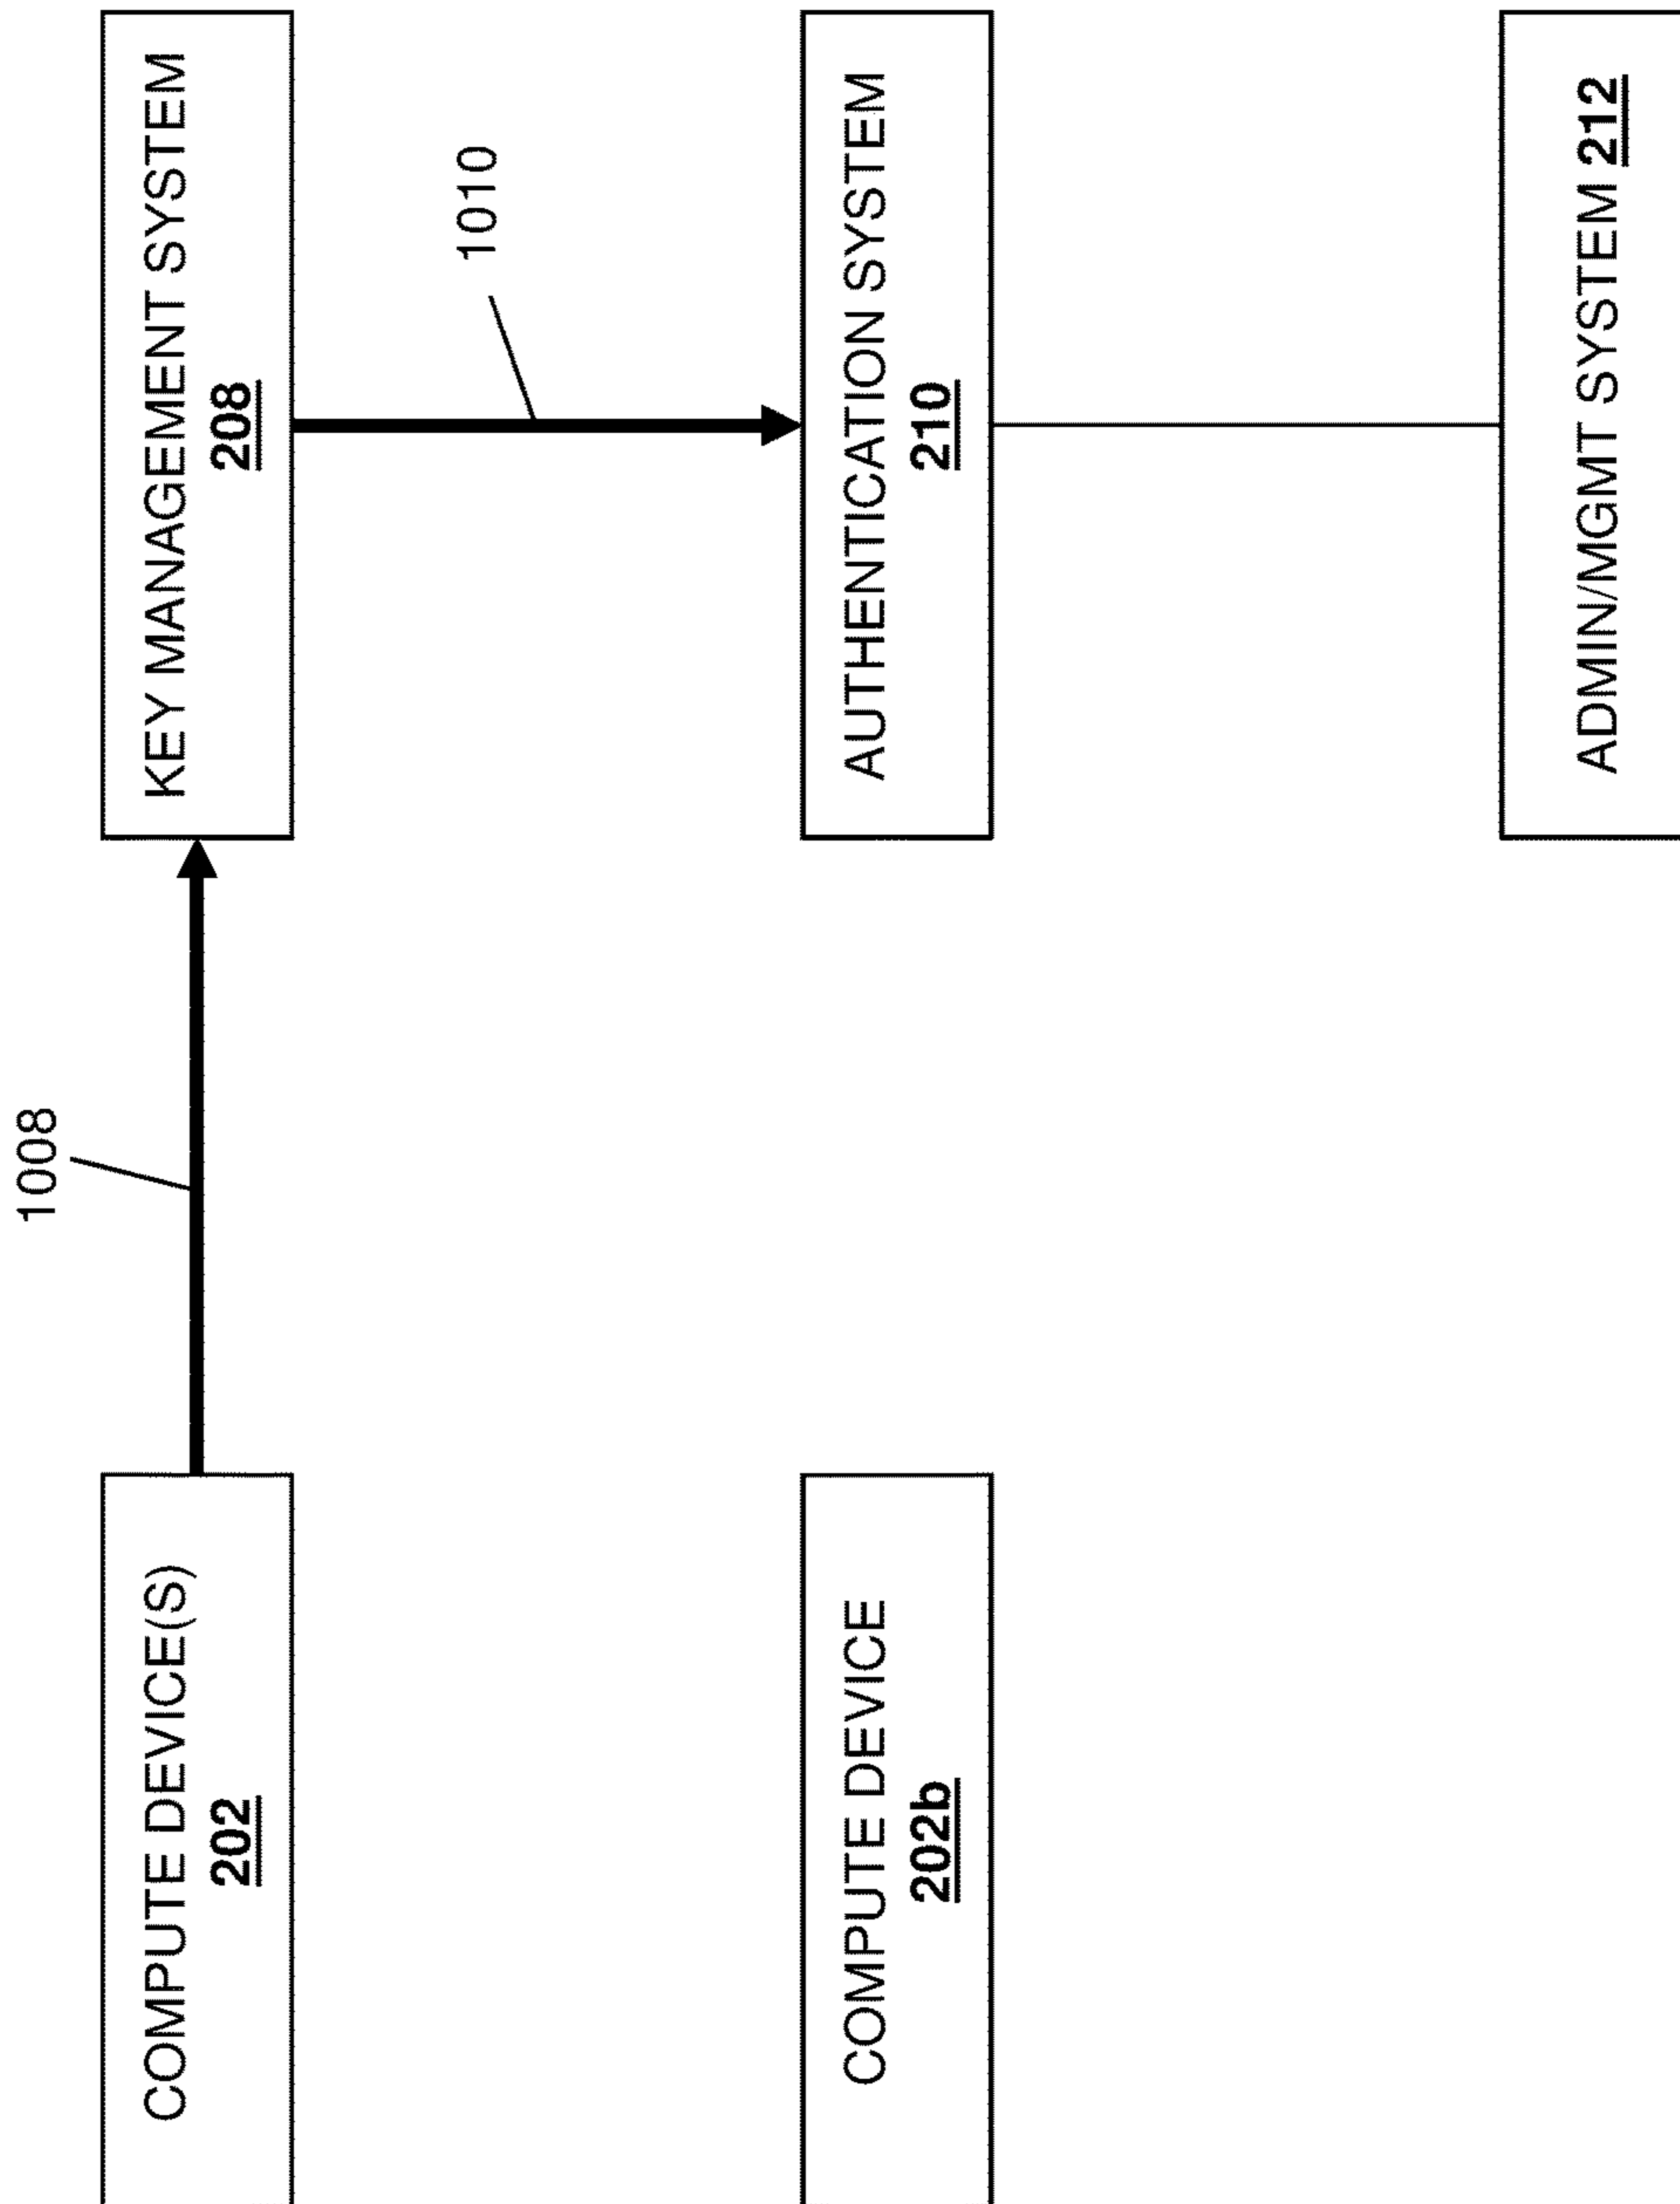 1008
COMPUTE DEVICE(S)
202
KEY MANAGEMENT SYSTEM
208
1010
COMPUTE DEVICE
202b
AUTHENTICATION SYSTEM
210
ADMIN/MGMT SYSTEM 212